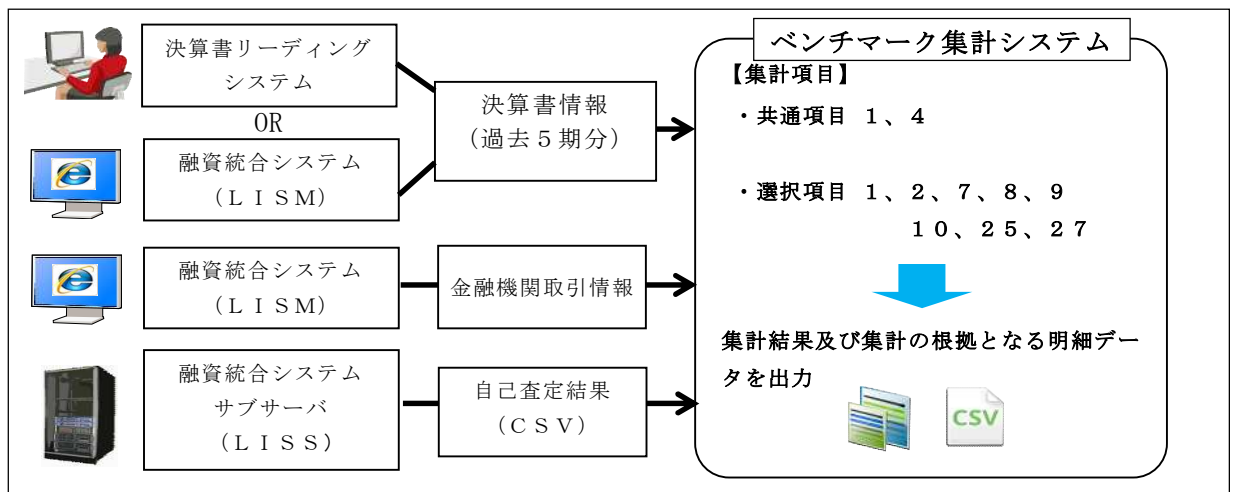 決算書リーディング
システム
OR
融資統合システム
（ＬＩＳＭ）
決算書情報
（過去５期分）
融資統合システム
（ＬＩＳＭ）
金融機関取引情報
融資統合システム
サブサーバ
（ＬＩＳＳ）
自己査定結果
（ＣＳＶ）
ベンチマーク集計システム
【集計項目】
・共通項目 １、４
・選択項目 １、２、７、８、９
１０、２５、２７
集計結果及び集計の根拠となる明細デー
タを出力
CSV